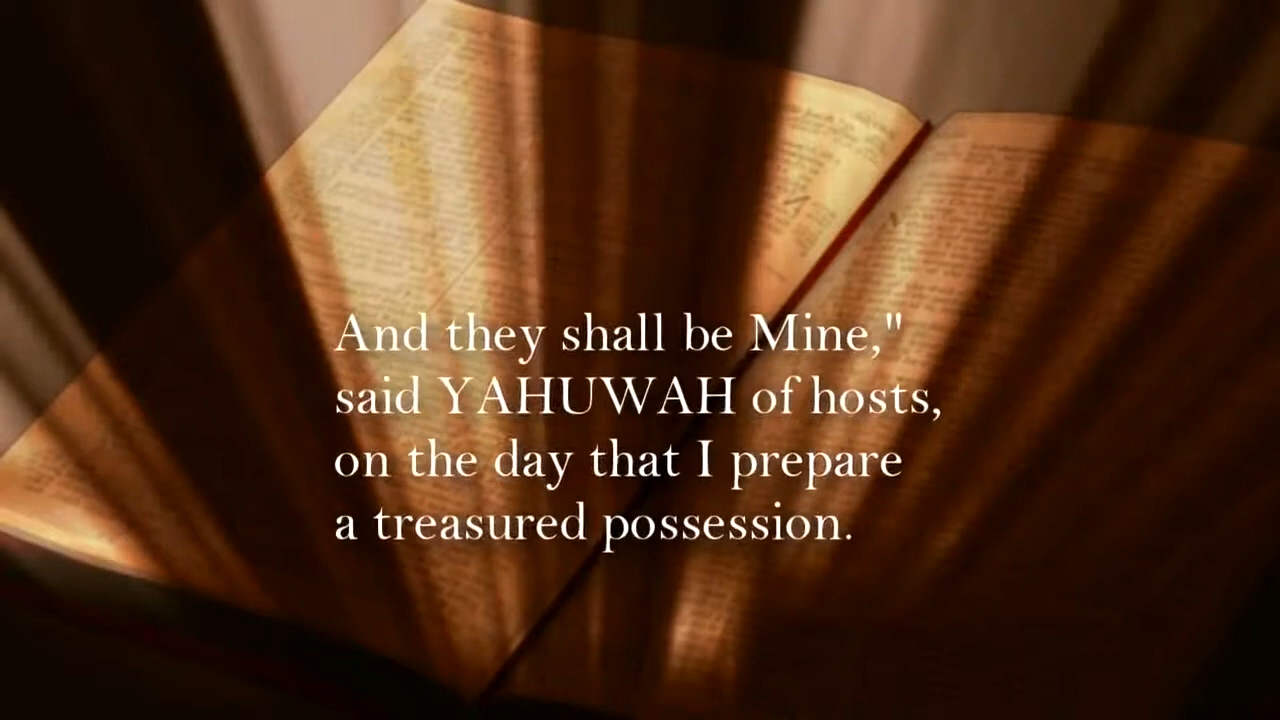 And they shall be Mine,"
said YAHUWAH of hosts,
on the day that I prepare
a treasured possession.